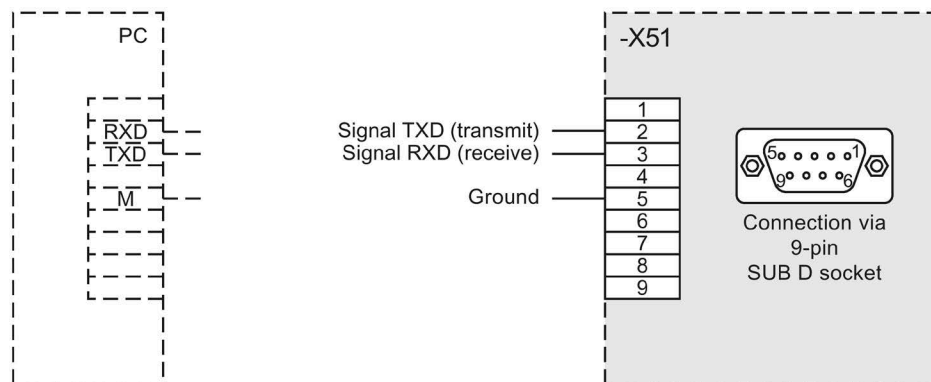 PC
RXD
TXD
M
Signal TXD (transmit)
Signal RXD (receive)
Ground
-X51
1
2
3
4
5
6
7
8
9
5 1
9 6
Connection via
9-pin
SUB D socket